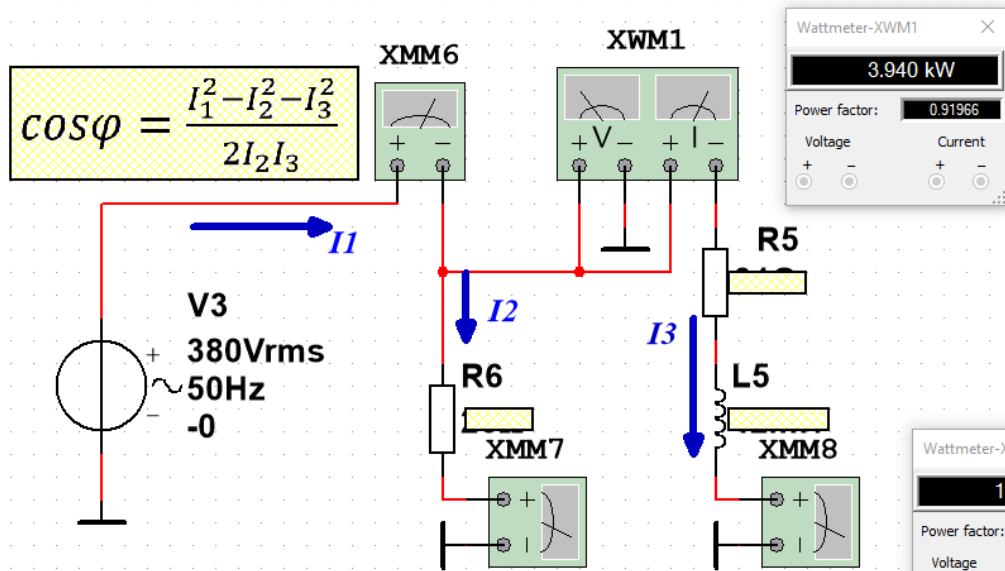 XMM6
XWM1
Wattmeter-XWM1
3.940 kW
Power factor:
0.91966
Voltage
Current
+
−
+
−
cosφ = (I₁² − I₂² − I₃²) / (2I₂I₃)
+
−
+ V −
+ I −
I1
R5
V3
I2
I3
+
380Vrms
50Hz
−
-0
R6
L5
XMM7
XMM8
Wattmeter-X
1
Power factor:
Voltage
+
I
+
I